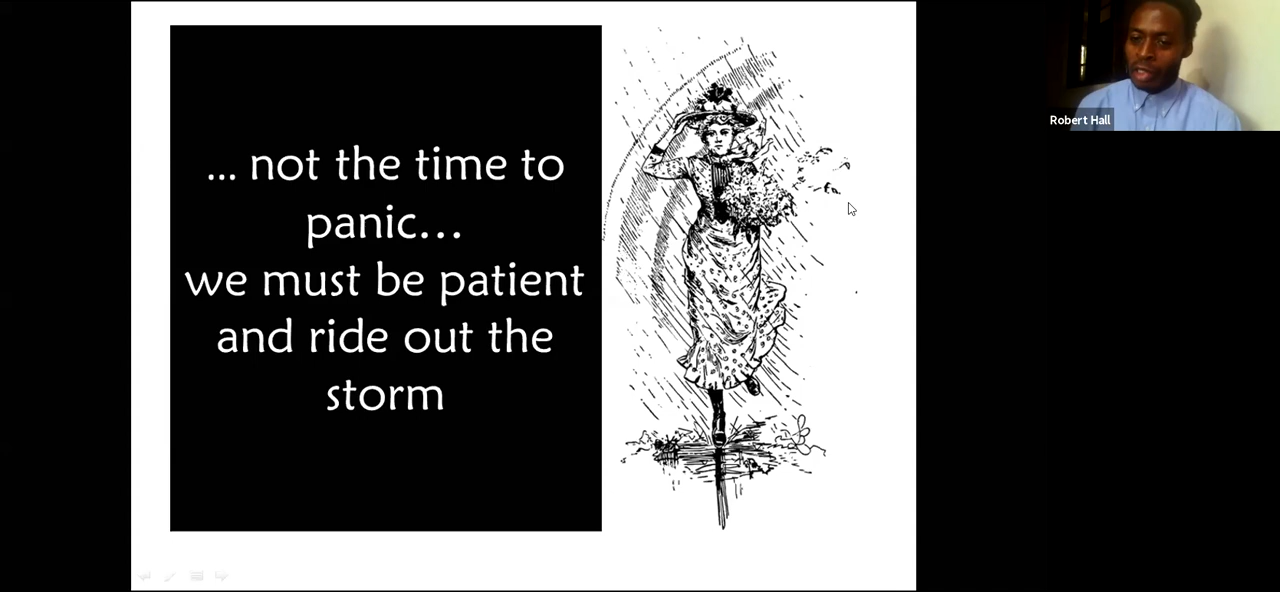 ... not the time to
panic...
we must be patient
and ride out the
storm
Robert Hall